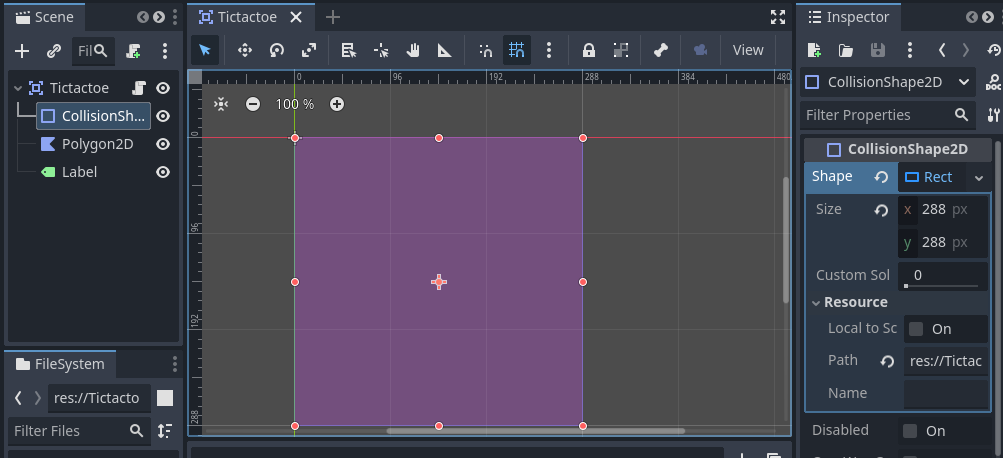 Scene
Fil
Tictactoe
CollisionSh...
Polygon2D
Label
FileSystem
res://Tictacto
Filter Files
Tictactoe
View
0 96 192 288 384 480
100 %
0
96
192
288
Inspector
CollisionShape2D
DOC
Filter Properties
CollisionShape2D
Shape Rect
Size x 288 px
y 288 px
Custom Sol 0
Resource
Local to Sc On
Path res://Tictac
Name
Disabled On